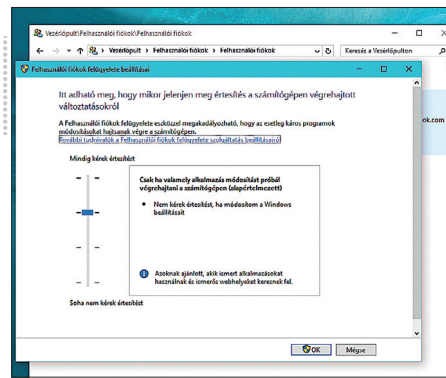 Vezérlőpult\Felhasználói fiókok\Felhasználói fiókok
Vezérlőpult › Felhasználói fiókok › Felhasználói fiókok
Keresés a Vezérlőpulton
Felhasználói fiókok felügyelete beállításai
ok.com
Itt adható meg, hogy mikor jelenjen meg értesítés a számítógépen végrehajtott
változtatásokról
A Felhasználói fiókok felügyelete eszközzel megakadályozható, hogy az esetleg káros programok
módosításokat hajtsanak végre a számítógépen.
További tudnivalók a Felhasználói fiókok felügyelete szolgáltatás beállításairól
Mindig kérek értesítést
Csak ha valamely alkalmazás módosítást próbál
végrehajtani a számítógépen (alapértelmezett)
• Nem kérek értesítést, ha módosítom a Windows
beállításait
Azoknak ajánlott, akik ismert alkalmazásokat
használnak és ismerős webhelyeket keresnek fel.
Soha nem kérek értesítést
OK
Mégse